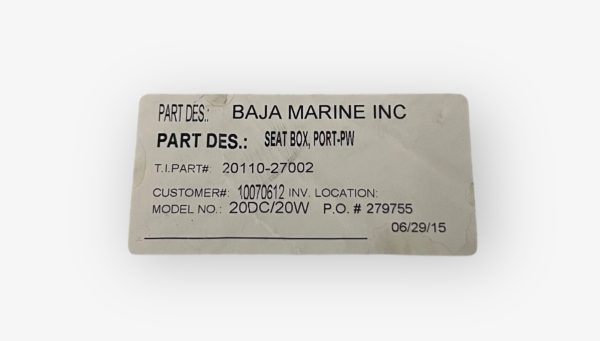 PART DES.: BAJA MARINE INC
PART DES.: SEAT BOX, PORT-PW
T.I.PART#: 20110-27002
CUSTOMER#: 10070612 INV. LOCATION:
MODEL NO.: 20DC/20W P.O. # 279755
06/29/15